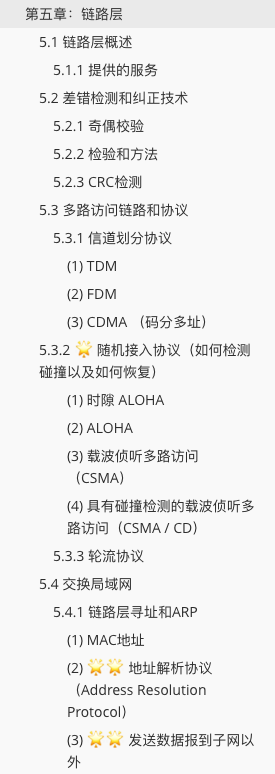 第五章：链路层
5.1 链路层概述
5.1.1 提供的服务
5.2 差错检测和纠正技术
5.2.1 奇偶校验
5.2.2 检验和方法
5.2.3 CRC检测
5.3 多路访问链路和协议
5.3.1 信道划分协议
(1) TDM
(2) FDM
(3) CDMA （码分多址）
5.3.2 🌟 随机接入协议（如何检测
碰撞以及如何恢复）
(1) 时隙 ALOHA
(2) ALOHA
(3) 载波侦听多路访问
（CSMA）
(4) 具有碰撞检测的载波侦听多
路访问（CSMA / CD）
5.3.3 轮流协议
5.4 交换局域网
5.4.1 链路层寻址和ARP
(1) MAC地址
(2) 🌟🌟 地址解析协议
（Address Resolution
Protocol）
(3) 🌟🌟 发送数据报到子网以
外